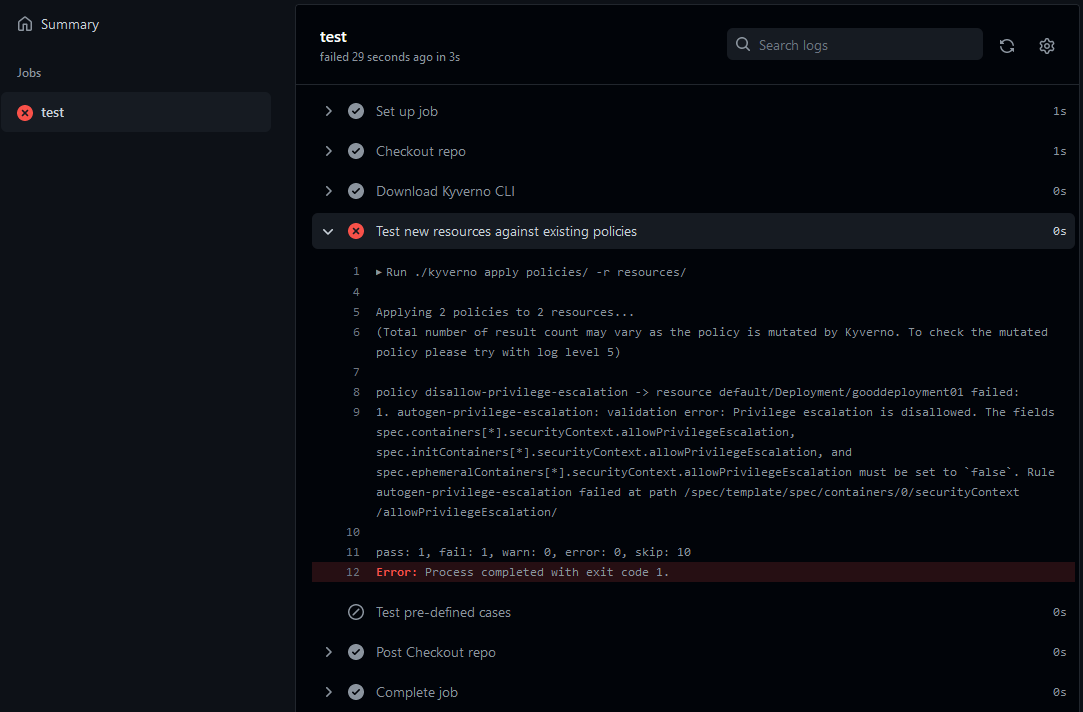 Summary
Jobs
test
test
failed 29 seconds ago in 3s
Search logs
Set up job 1s
Checkout repo 1s
Download Kyverno CLI 0s
Test new resources against existing policies 0s
1 Run ./kyverno apply policies/ -r resources/
4
5 Applying 2 policies to 2 resources...
6 (Total number of result count may vary as the policy is mutated by Kyverno. To check the mutated
policy please try with log level 5)
7
8 policy disallow-privilege-escalation -> resource default/Deployment/gooddeployment01 failed:
9 1. autogen-privilege-escalation: validation error: Privilege escalation is disallowed. The fields
spec.containers[*].securityContext.allowPrivilegeEscalation,
spec.initContainers[*].securityContext.allowPrivilegeEscalation, and
spec.ephemeralContainers[*].securityContext.allowPrivilegeEscalation must be set to `false`. Rule
autogen-privilege-escalation failed at path /spec/template/spec/containers/0/securityContext
/allowPrivilegeEscalation/
10
11 pass: 1, fail: 1, warn: 0, error: 0, skip: 10
12 Error: Process completed with exit code 1.
Test pre-defined cases 0s
Post Checkout repo 0s
Complete job 0s